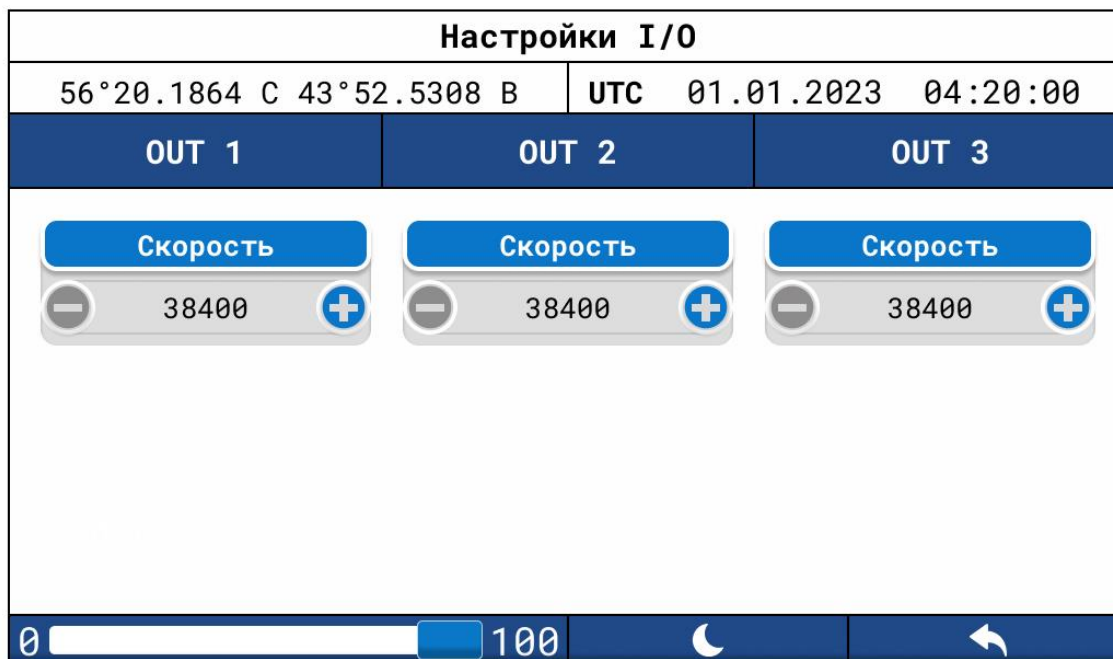 Настройки I/O
56°20.1864 С 43°52.5308 В UTC 01.01.2023 04:20:00
OUT 1 OUT 2 OUT 3
Скорость Скорость Скорость
38400 38400 38400
0 100